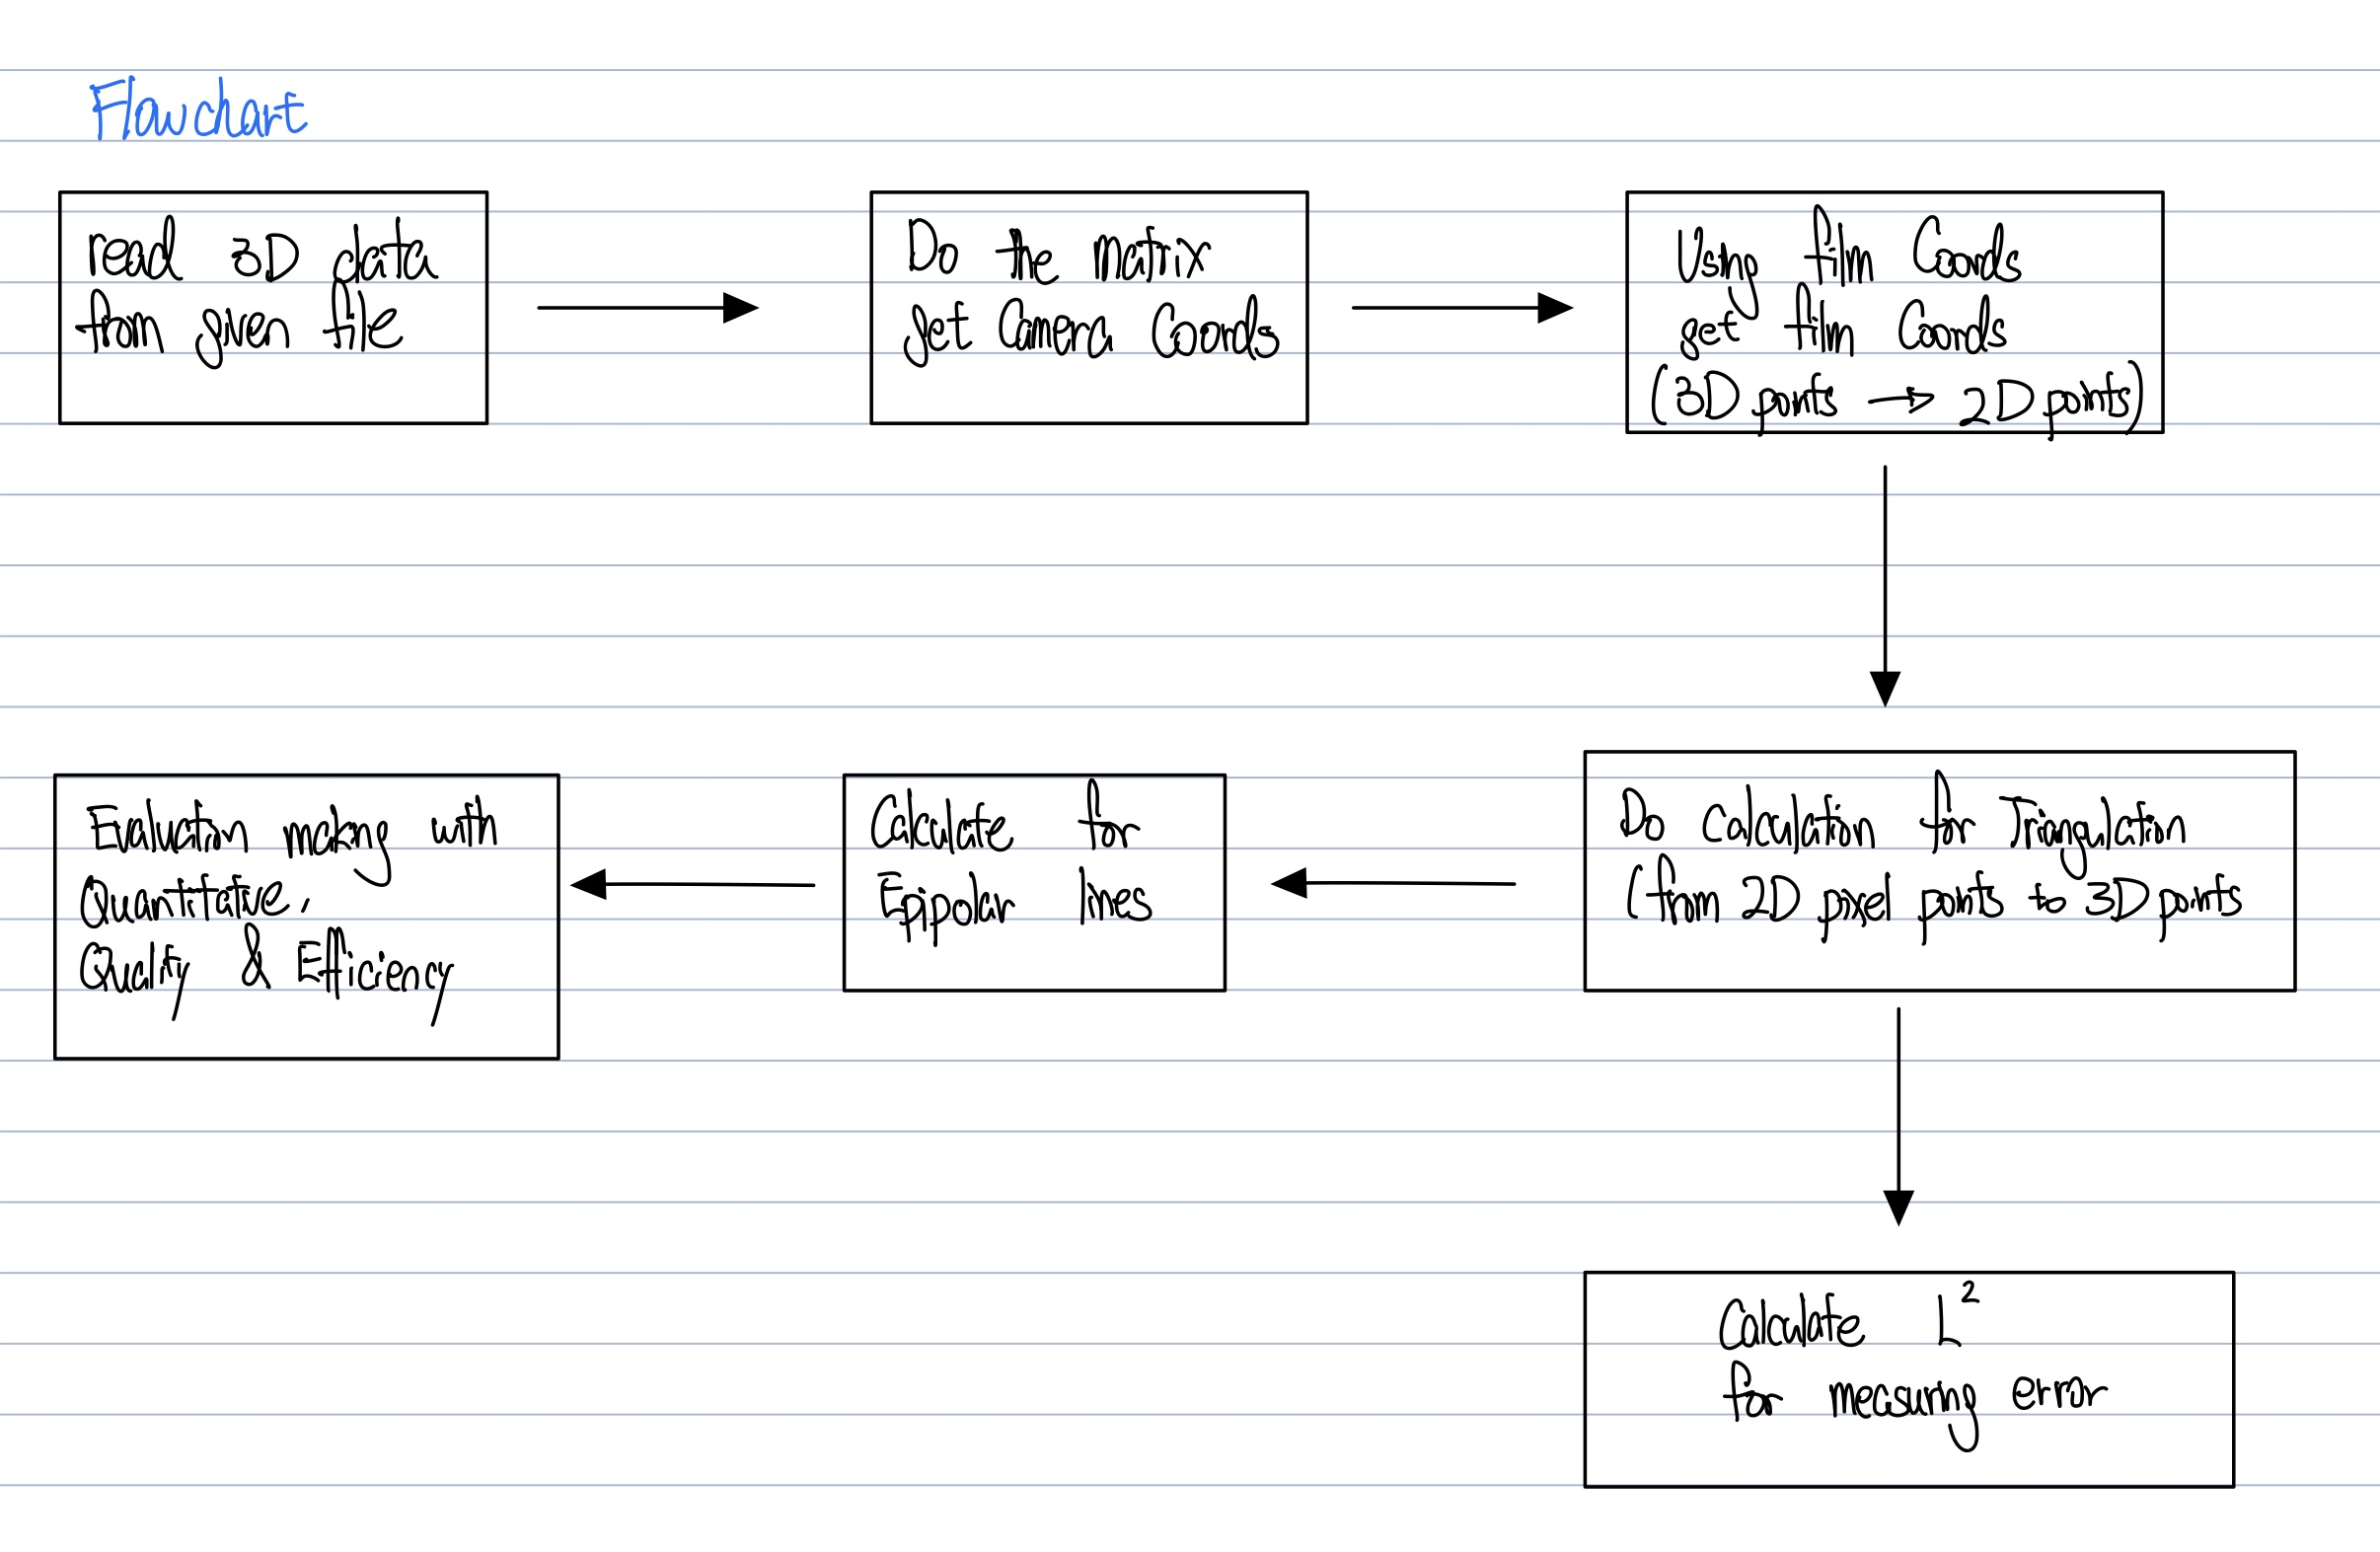 Flowchart
read 3D data
from given file
Do the matrix
get Camera Coords
Using film Coords
get film Coords
(3D points → 2D points)
Do calculation for Triangulation
(from 2D pixel points to 3D points
Calculate for
Epipolar lines
Evaluation making with
Quantitative,
Quality & Efficiency
Calculate L²
for measuring error